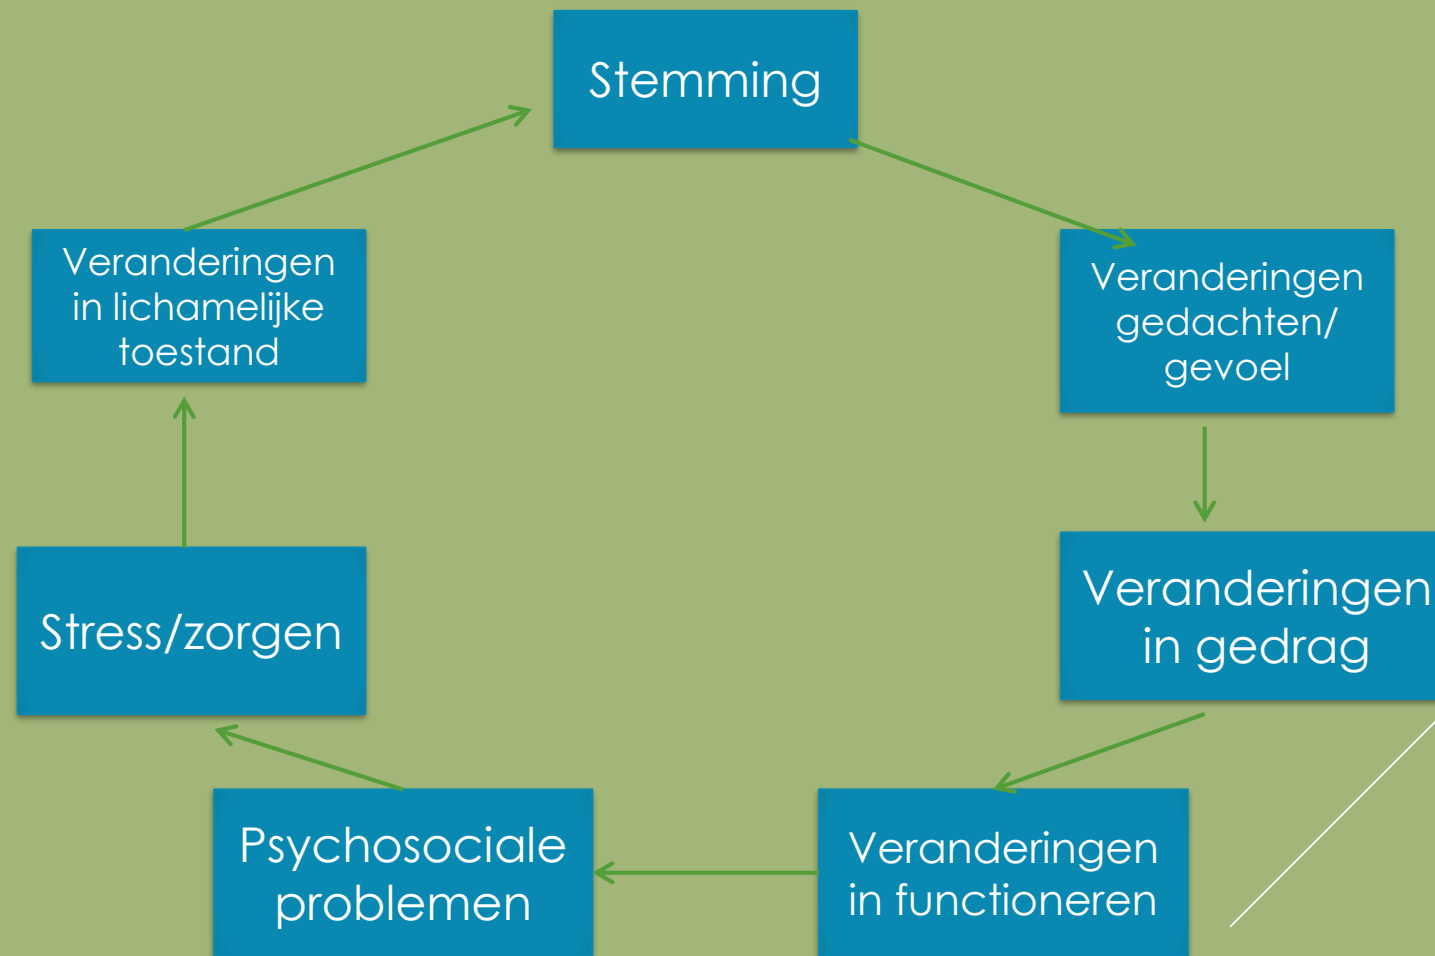 Stemming
Veranderingen
gedachten/
gevoel
Veranderingen
in gedrag
Veranderingen
in functioneren
Psychosociale
problemen
Stress/zorgen
Veranderingen
in lichamelijke
toestand